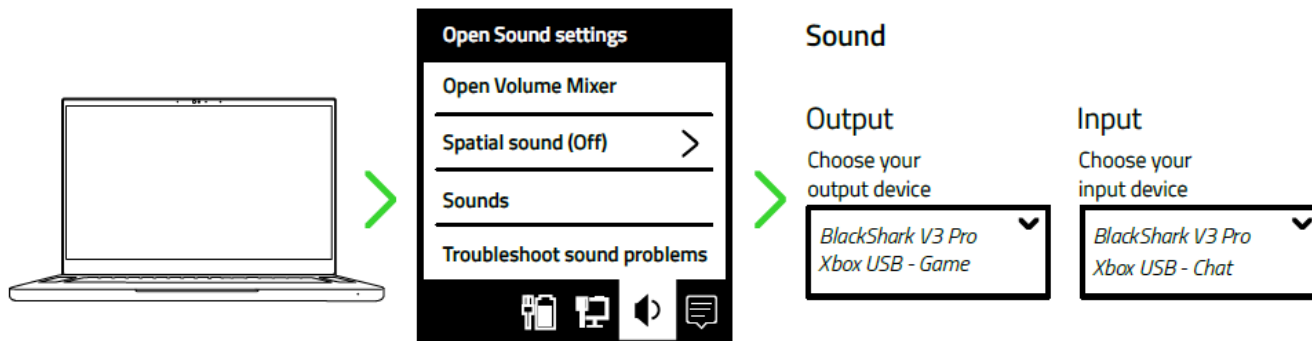 Open Sound settings
Open Volume Mixer
Spatial sound (Off)
Sounds
Troubleshoot sound problems
Sound
Output
Choose your
output device
BlackShark V3 Pro
Xbox USB - Game
Input
Choose your
input device
BlackShark V3 Pro
Xbox USB - Chat